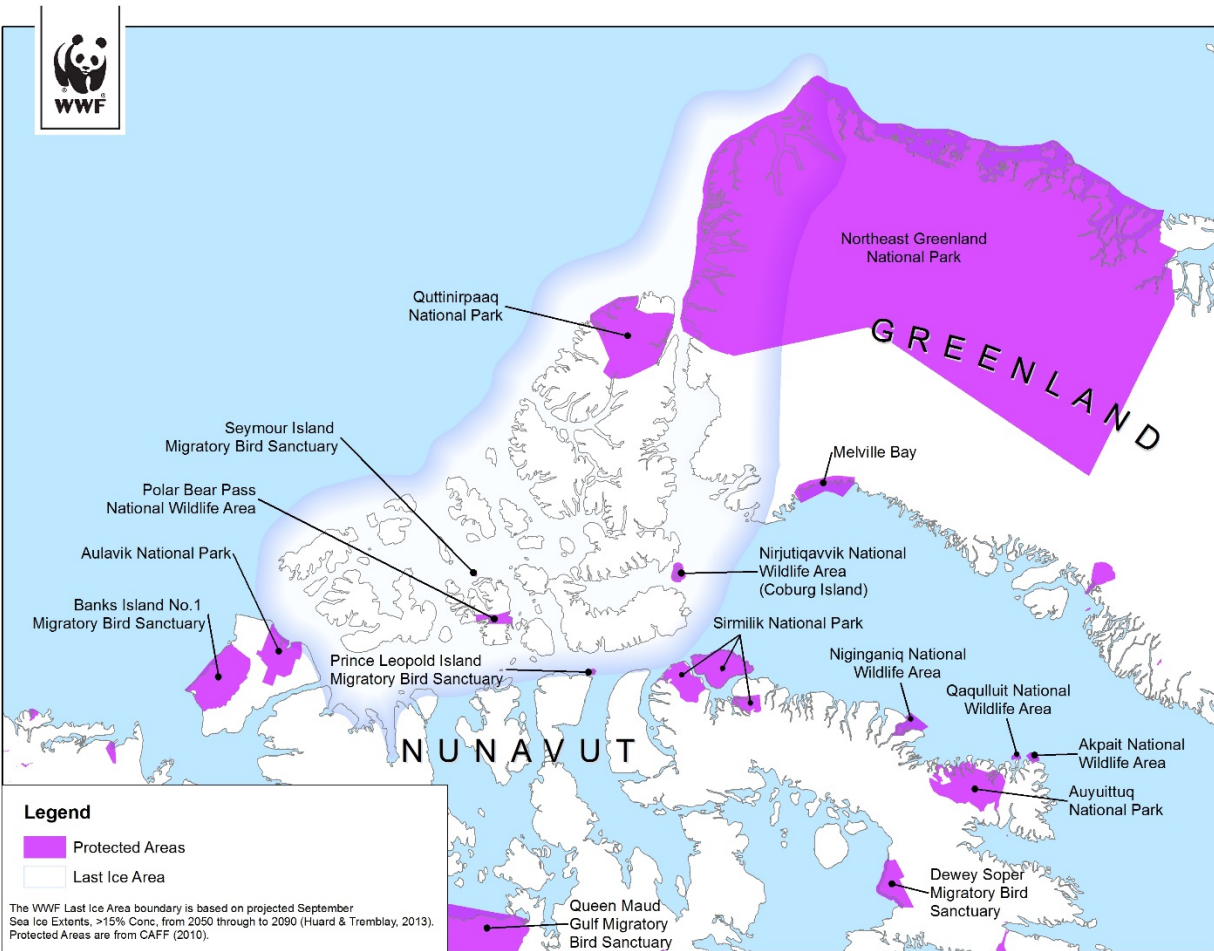 WWF
Northeast Greenland
National Park
Quttinirpaaq
National Park
GREENLAND
Seymour Island
Migratory Bird Sanctuary
Melville Bay
Polar Bear Pass
National Wildlife Area
Aulavik National Park
Nirjutiqavvik National
Wildlife Area
(Coburg Island)
Banks Island No.1
Migratory Bird Sanctuary
Sirmilik National Park
Prince Leopold Island
Migratory Bird Sanctuary
Niginganiq National
Wildlife Area
Qaqulluit National
Wildlife Area
NUNAVUT
Akpait National
Wildlife Area
Auyuittuq
National Park
Dewey Soper
Migratory Bird
Sanctuary
Queen Maud
Gulf Migratory
Bird Sanctuary
Legend
Protected Areas
Last Ice Area
The WWF Last Ice Area boundary is based on projected September
Sea Ice Extents, >15% Conc, from 2050 through to 2090 (Huard & Tremblay, 2013).
Protected Areas are from CAFF (2010).